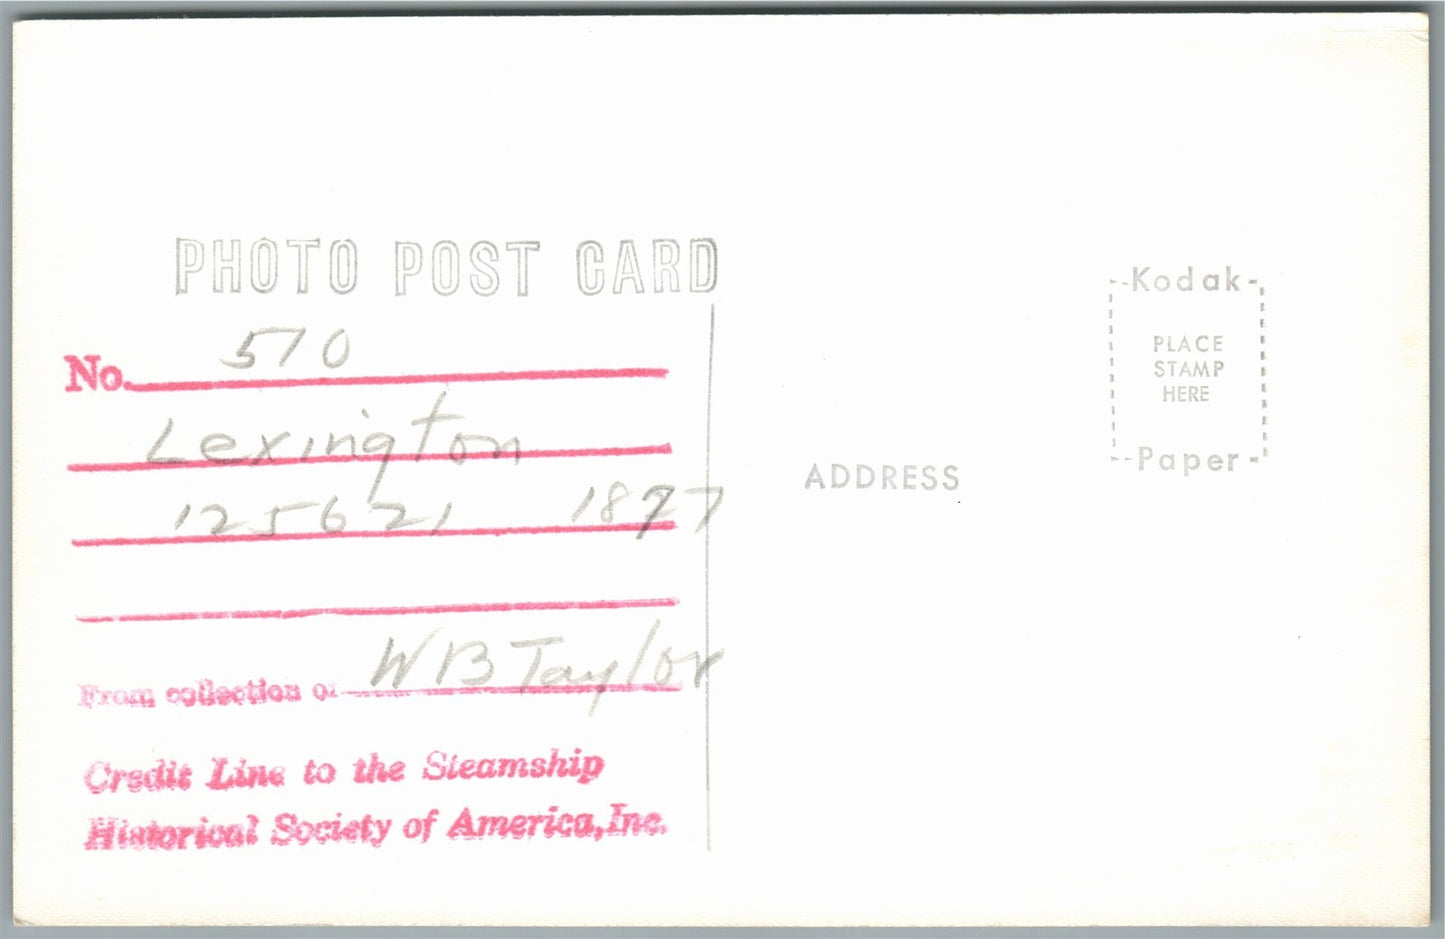 PHOTO POST CARD
No. 510
Lexington
125621 1877
From collection of W B Taylor
Credit Line to the Steamship
Historical Society of America, Inc.
ADDRESS
Kodak
PLACE
STAMP
HERE
Paper